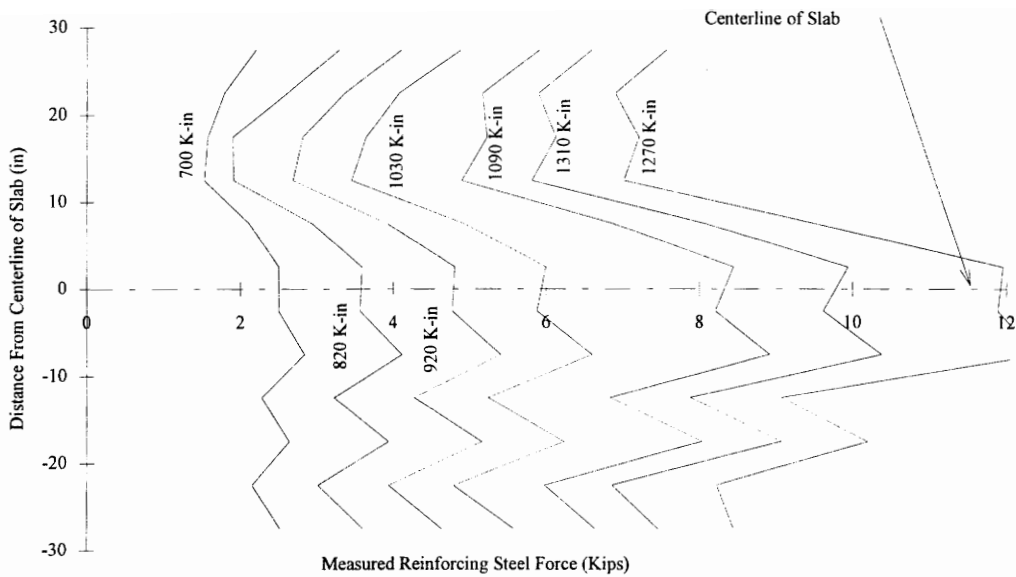 Centerline of Slab
30
20
10
0
-10
-20
-30
Distance From Centerline of Slab (in)
700 K-in
1030 K-in
1090 K-in
1310 K-in
1270 K-in
820 K-in
920 K-in
0
2
4
6
8
10
12
Measured Reinforcing Steel Force (Kips)